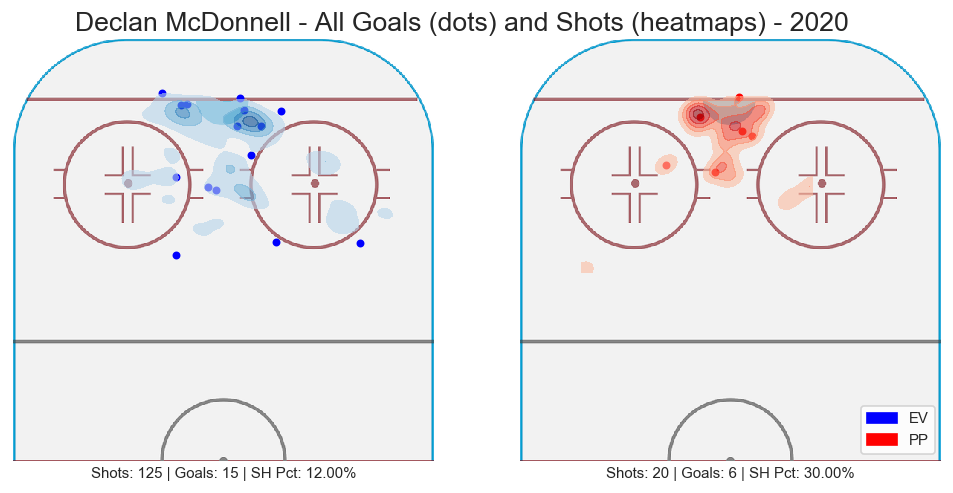 Declan McDonnell - All Goals (dots) and Shots (heatmaps) - 2020
EV
PP
Shots: 125 | Goals: 15 | SH Pct: 12.00%
Shots: 20 | Goals: 6 | SH Pct: 30.00%